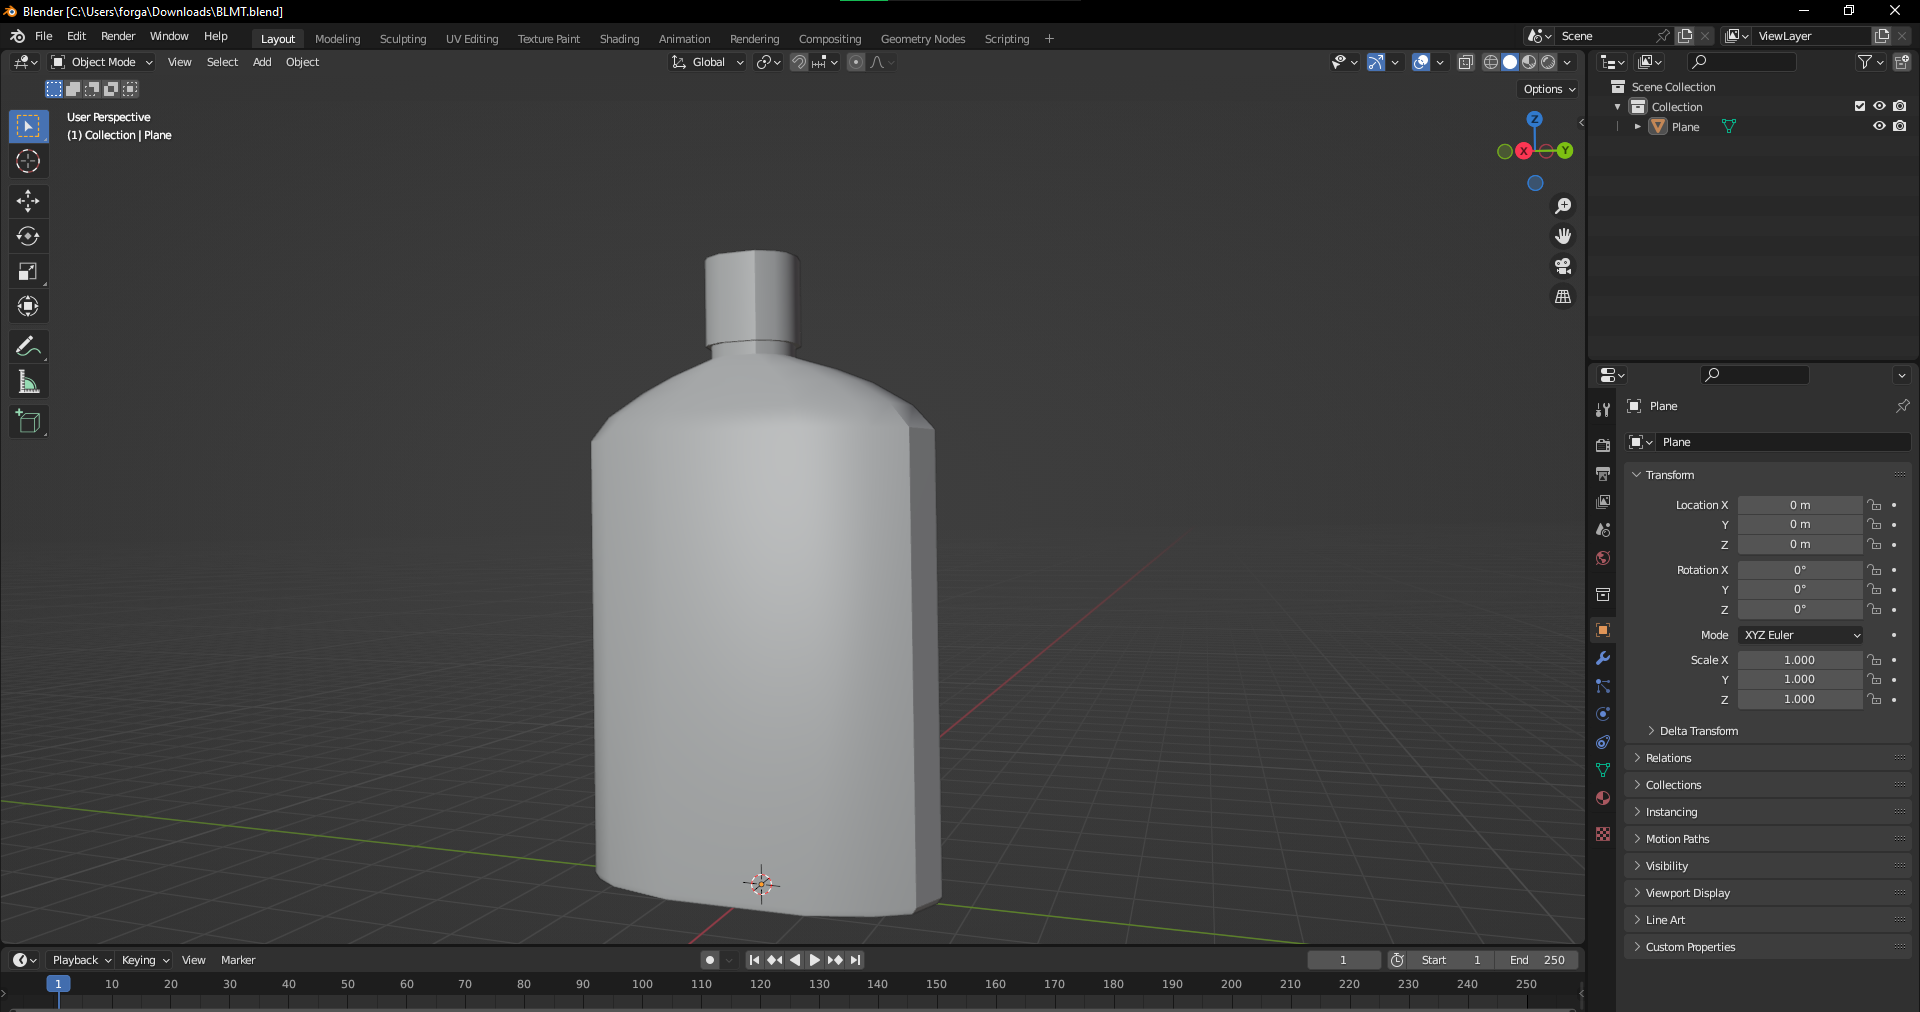 Blender [C:\Users\forga\Downloads\BLMT.blend]
File Edit Render Window Help Layout Modeling Sculpting UV Editing Texture Paint Shading Animation Rendering Compositing Geometry Nodes Scripting + Scene ViewLayer
Object Mode View Select Add Object Global
Options
User Perspective
(1) Collection | Plane
Z
X
Y
Scene Collection
Collection
Plane
Plane
Plane
Transform
Location X 0 m
Y 0 m
Z 0 m
Rotation X 0°
Y 0°
Z 0°
Mode XYZ Euler
Scale X 1.000
Y 1.000
Z 1.000
Delta Transform
Relations
Collections
Instancing
Motion Paths
Visibility
Viewport Display
Line Art
Custom Properties
Playback Keying View Marker 1 Start 1 End 250
1 10 20 30 40 50 60 70 80 90 100 110 120 130 140 150 160 170 180 190 200 210 220 230 240 250